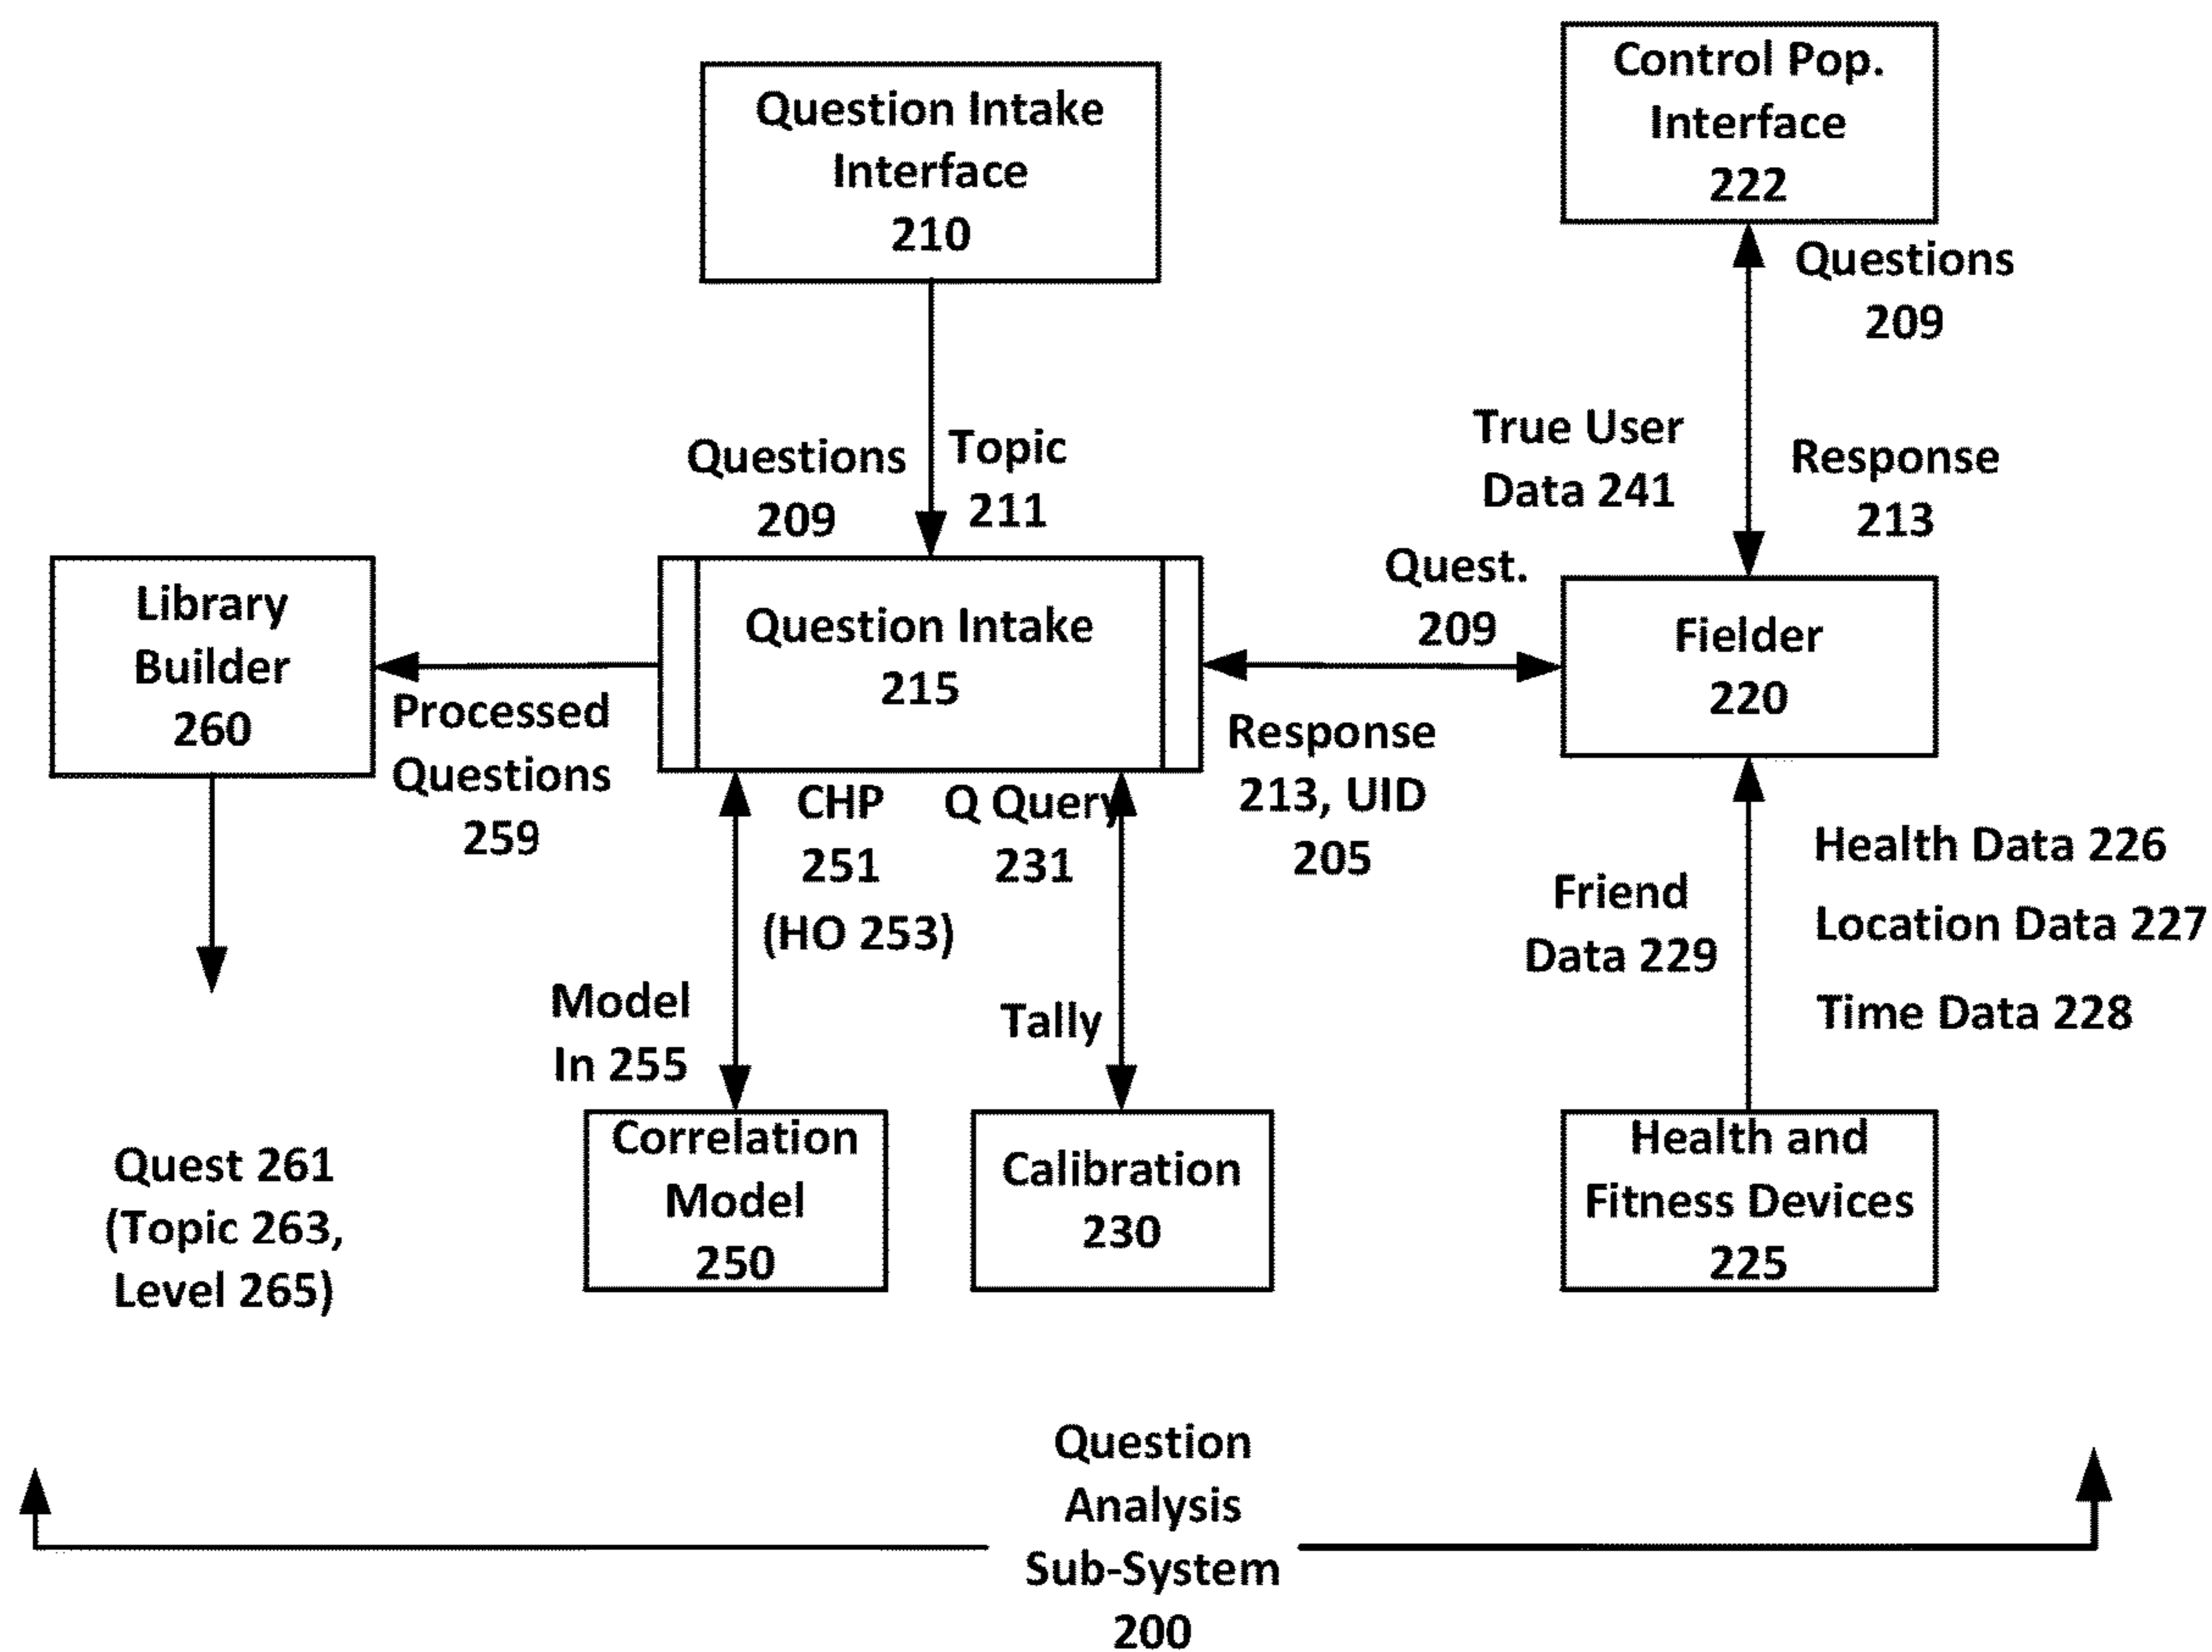 Control Pop.
Interface
222
Question Intake
Interface
210
Questions
209
True User
Data 241
Response
213
Questions
209
Topic
211
Quest.
209
Library
Builder
260
Question Intake
215
Fielder
220
Processed
Questions
259
CHP
251
(HO 253)
Q Query
231
Response
213, UID
205
Friend
Data 229
Health Data 226
Location Data 227
Time Data 228
Model
In 255
Tally
Quest 261
(Topic 263,
Level 265)
Correlation
Model
250
Calibration
230
Health and
Fitness Devices
225
Question
Analysis
Sub-System
200